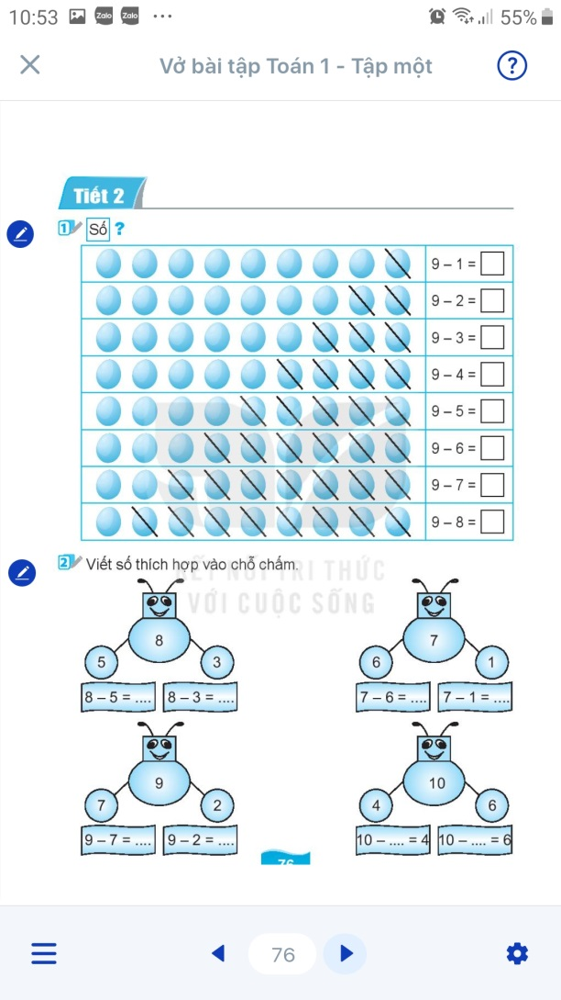 10:53 Zalo Zalo 55%
Vở bài tập Toán 1 - Tập một ?
Tiết 2
1 Số ?
9 – 1 =
9 – 2 =
9 – 3 =
9 – 4 =
9 – 5 =
9 – 6 =
9 – 7 =
9 – 8 =
2 Viết số thích hợp vào chỗ chấm.
KẾT NỐI TRI THỨC
VỚI CUỘC SỐNG
8 7
5 3 6 1
8 – 5 = .... 8 – 3 = .... 7 – 6 = .... 7 – 1 = ....
9 10
7 2 4 6
9 – 7 = .... 9 – 2 = .... 10 – .... = 4 10 – .... = 6
76
76